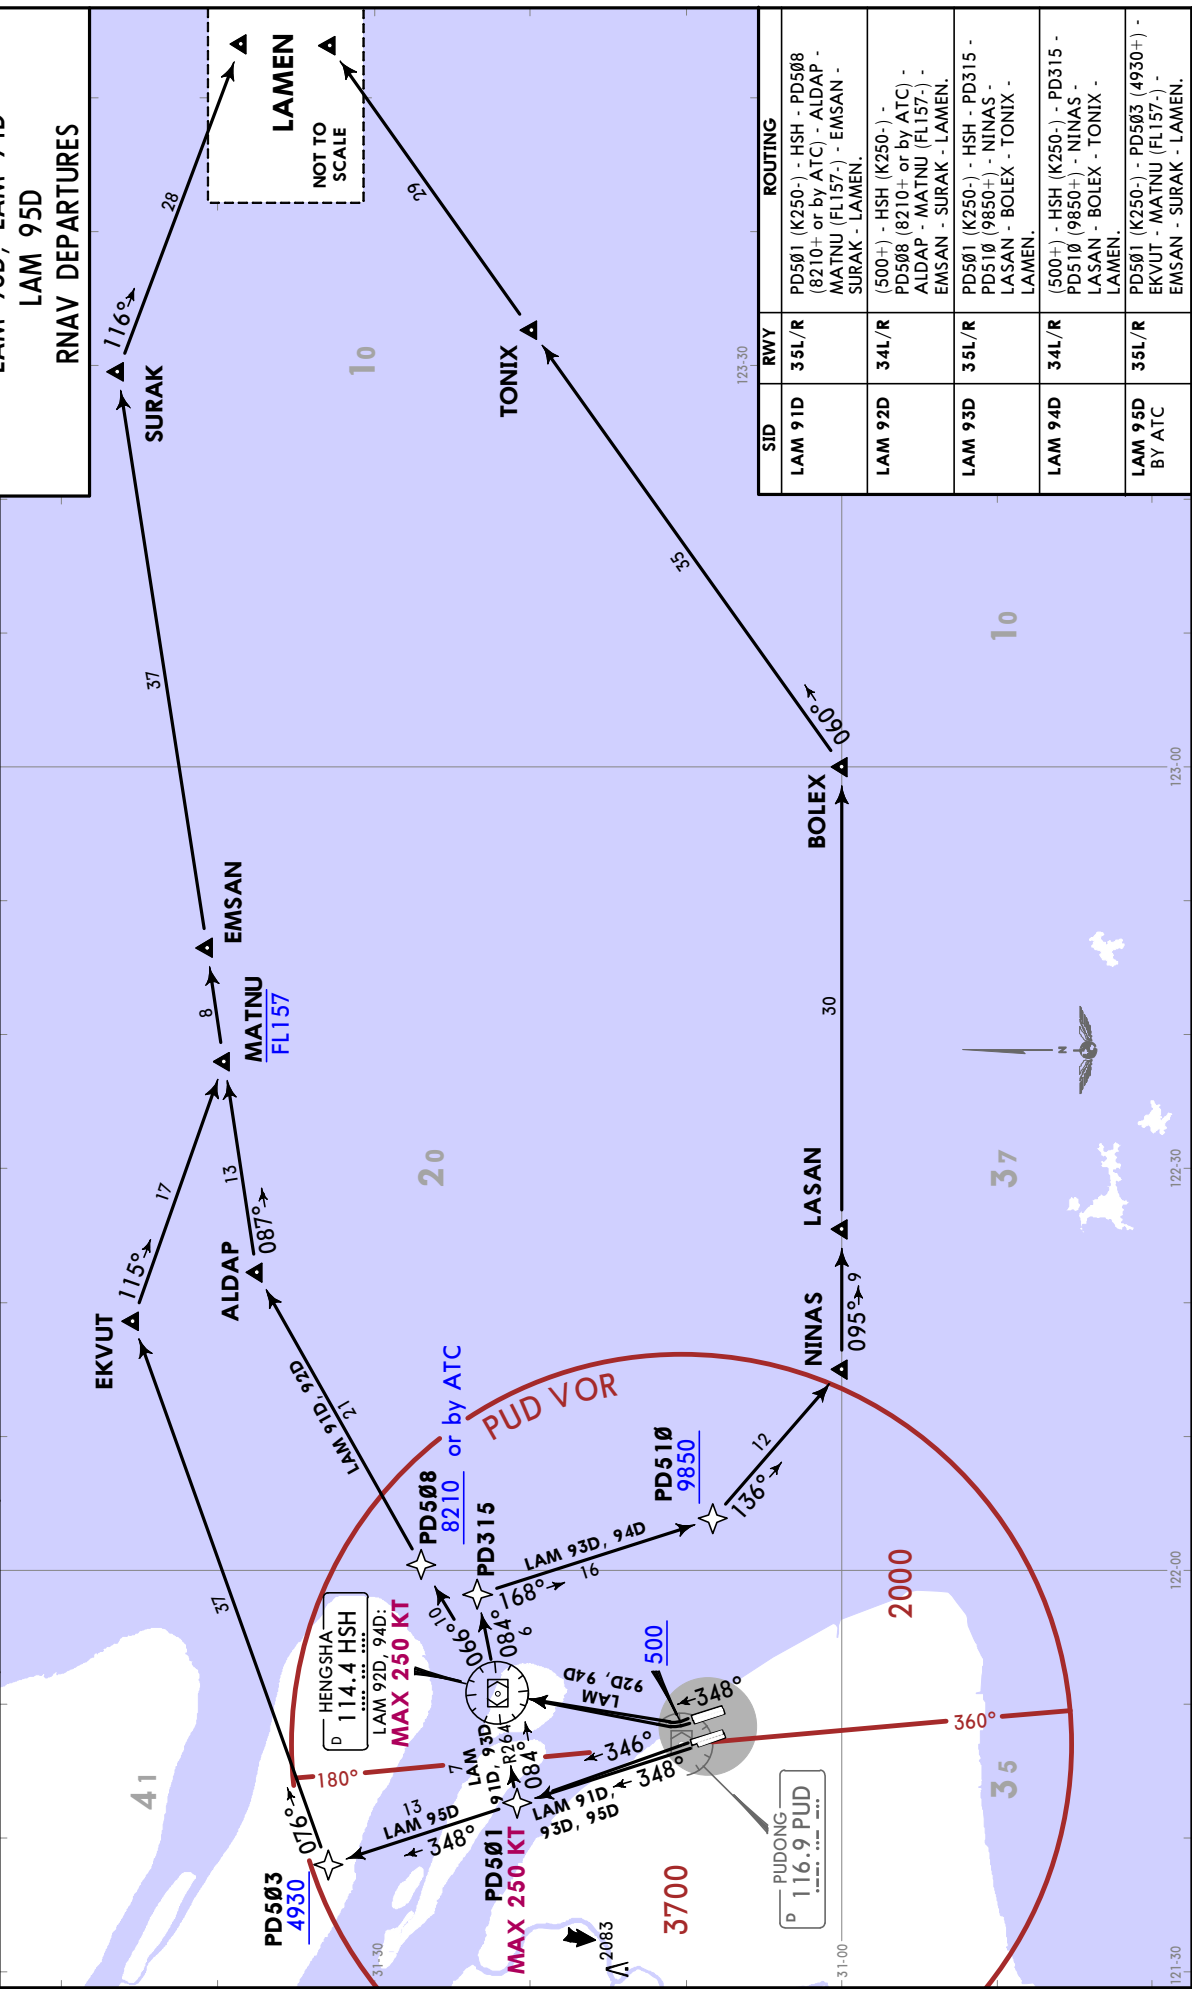 LAM 95D
RNAV DEPARTURES
LAMEN
NOT TO
SCALE
28
29
116°
SURAK
TONIX
10
123-30
37
35
10
060°
BOLEX
123-00
EMSAN
MATNU
FL157
8
17
13
115°
EKVUT
ALDAP
087°
20
30
N
37
LASAN
NINAS
095°
9
122-30
LAM 91D, 92D
21
PUD VOR
PD5Ø8
8210 or by ATC
PD315
PD51Ø
9850
136°
12
LAM 93D, 94D
168°
16
37
HENGSHA
D 114.4 HSH
LAM 92D, 94D:
MAX 250 KT
066°
10
084°
6
500
LAM
92D, 94D
2000
122-00
348°
346°
348°
360°
180°
7
LAM
91D, 93D
R264
084°
LAM 91D,
93D, 95D
13
LAM 95D
348°
076°
PD5Ø3
4930
PD5Ø1
MAX 250 KT
41
35
PUDONG
D 116.9 PUD
3700
2083
31-30
31-00
121-30
SID RWY ROUTING
LAM 91D 35L/R PD5Ø1 (K250-) - HSH - PD5Ø8
(8210+ or by ATC) - ALDAP -
MATNU (FL157-) - EMSAN -
SURAK - LAMEN.
LAM 92D 34L/R (500+) - HSH (K250-) -
PD5Ø8 (8210+ or by ATC) -
ALDAP - MATNU (FL157-) -
EMSAN - SURAK - LAMEN.
LAM 93D 35L/R PD5Ø1 (K250-) - HSH - PD315 -
PD51Ø (9850+) - NINAS -
LASAN - BOLEX - TONIX -
LAMEN.
LAM 94D 34L/R (500+) - HSH (K250-) - PD315 -
PD51Ø (9850+) - NINAS -
LASAN - BOLEX - TONIX -
LAMEN.
LAM 95D 35L/R PD5Ø1 (K250-) - PD5Ø3 (4930+) -
BY ATC EKVUT - MATNU (FL157-) -
EMSAN - SURAK - LAMEN.